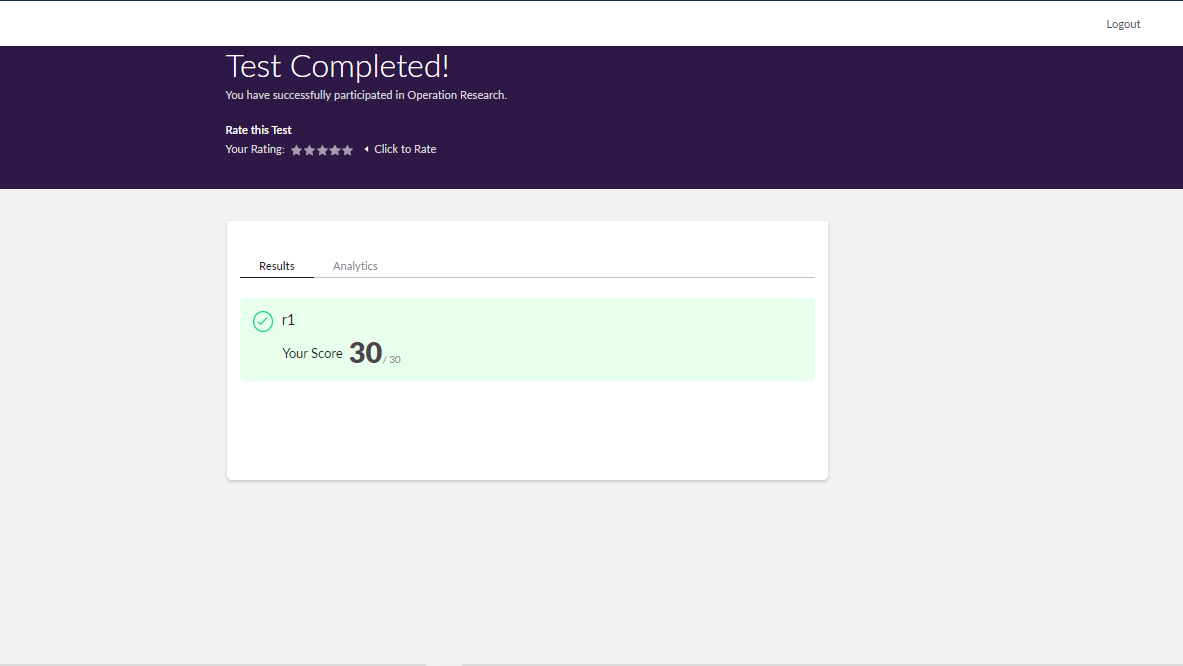 Logout
Test Completed!
You have successfully participated in Operation Research.
Rate this Test
Your Rating: Click to Rate
Results Analytics
r1
Your Score 30 / 30